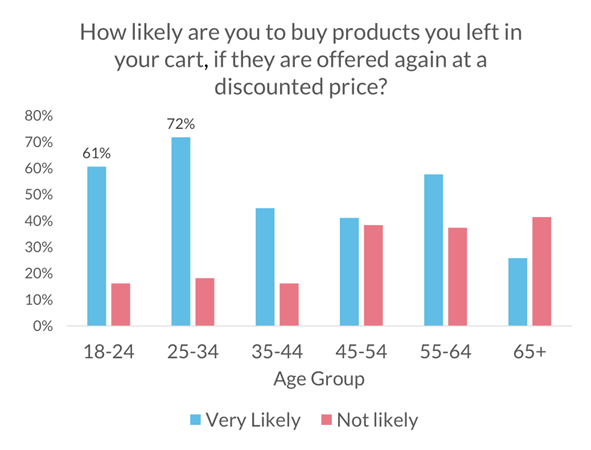 How likely are you to buy products you left in
your cart, if they are offered again at a
discounted price?
80%
70%
60%
50%
40%
30%
20%
10%
0%
61%
72%
18-24 25-34 35-44 45-54 55-64 65+
Age Group
Very Likely Not likely